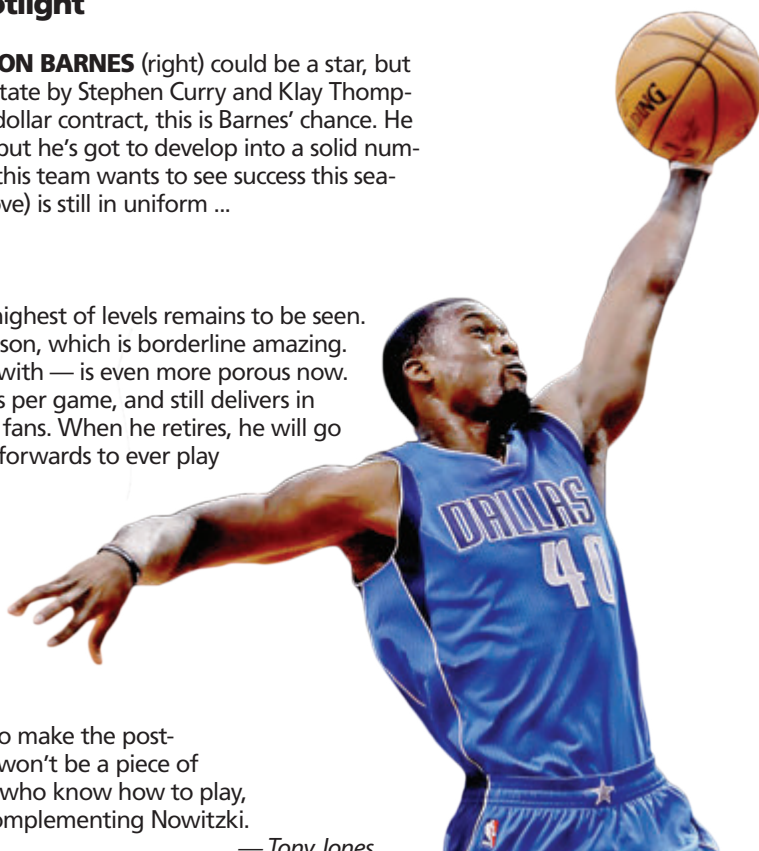 otlight
ON BARNES (right) could be a star, but
tate by Stephen Curry and Klay Thomp-
dollar contract, this is Barnes’ chance. He
but he’s got to develop into a solid num-
this team wants to see success this sea-
ove) is still in uniform ...
highest of levels remains to be seen.
son, which is borderline amazing.
with — is even more porous now.
s per game, and still delivers in
fans. When he retires, he will go
forwards to ever play
DING
DALLAS
40
o make the post-
won’t be a piece of
who know how to play,
omplementing Nowitzki.
— Tony Jones